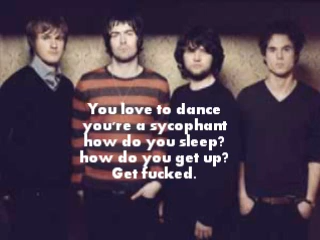 You love to dance
you're a sycophant
how do you sleep?
how do you get up?
Get fucked.